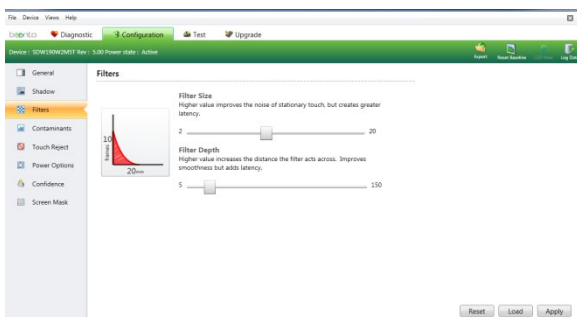 File Device Views Help
Diagnostic Configuration Test Upgrade
Device : SDW190W2M5T Rev : 5.00 Power state : Active
Export Reset Baseline Log Data
General
Shadow
Filters
Contaminants
Touch Reject
Power Options
Confidence
Screen Mask
Filters
Filter Size
Higher value improves the noise of stationary touch, but creates greater
latency.
2 20
Filter Depth
Higher value increases the distance the filter acts across. Improves
smoothness but adds latency.
5 150
10
frames
20mm
Reset Load Apply